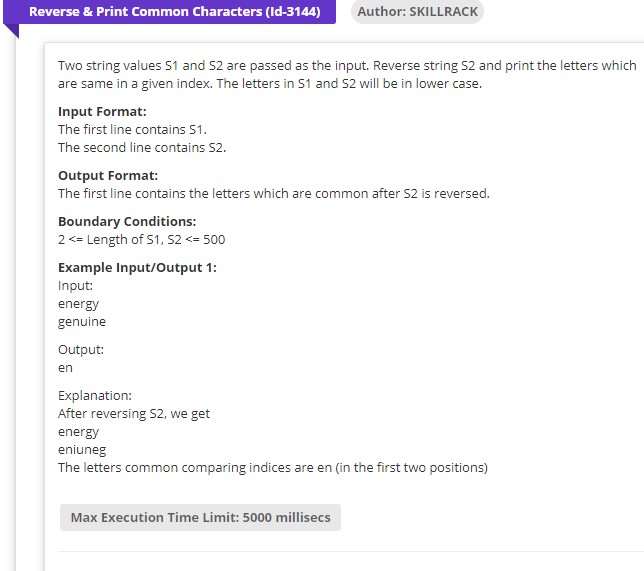 Reverse & Print Common Characters (Id-3144)
Author: SKILLRACK
Two string values S1 and S2 are passed as the input. Reverse string S2 and print the letters which
are same in a given index. The letters in S1 and S2 will be in lower case.
Input Format:
The first line contains S1.
The second line contains S2.
Output Format:
The first line contains the letters which are common after S2 is reversed.
Boundary Conditions:
2 <= Length of S1, S2 <= 500
Example Input/Output 1:
Input:
energy
genuine
Output:
en
Explanation:
After reversing S2, we get
energy
eniuneg
The letters common comparing indices are en (in the first two positions)
Max Execution Time Limit: 5000 millisecs